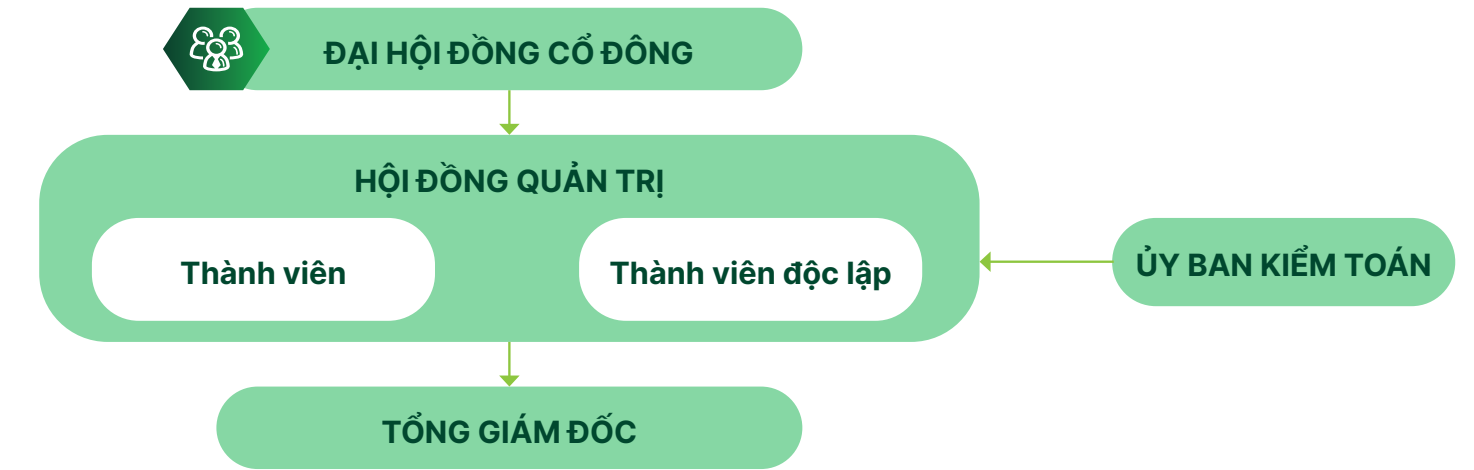 ĐẠI HỘI ĐỒNG CỔ ĐÔNG
HỘI ĐỒNG QUẢN TRỊ
Thành viên
Thành viên độc lập
ỦY BAN KIỂM TOÁN
TỔNG GIÁM ĐỐC